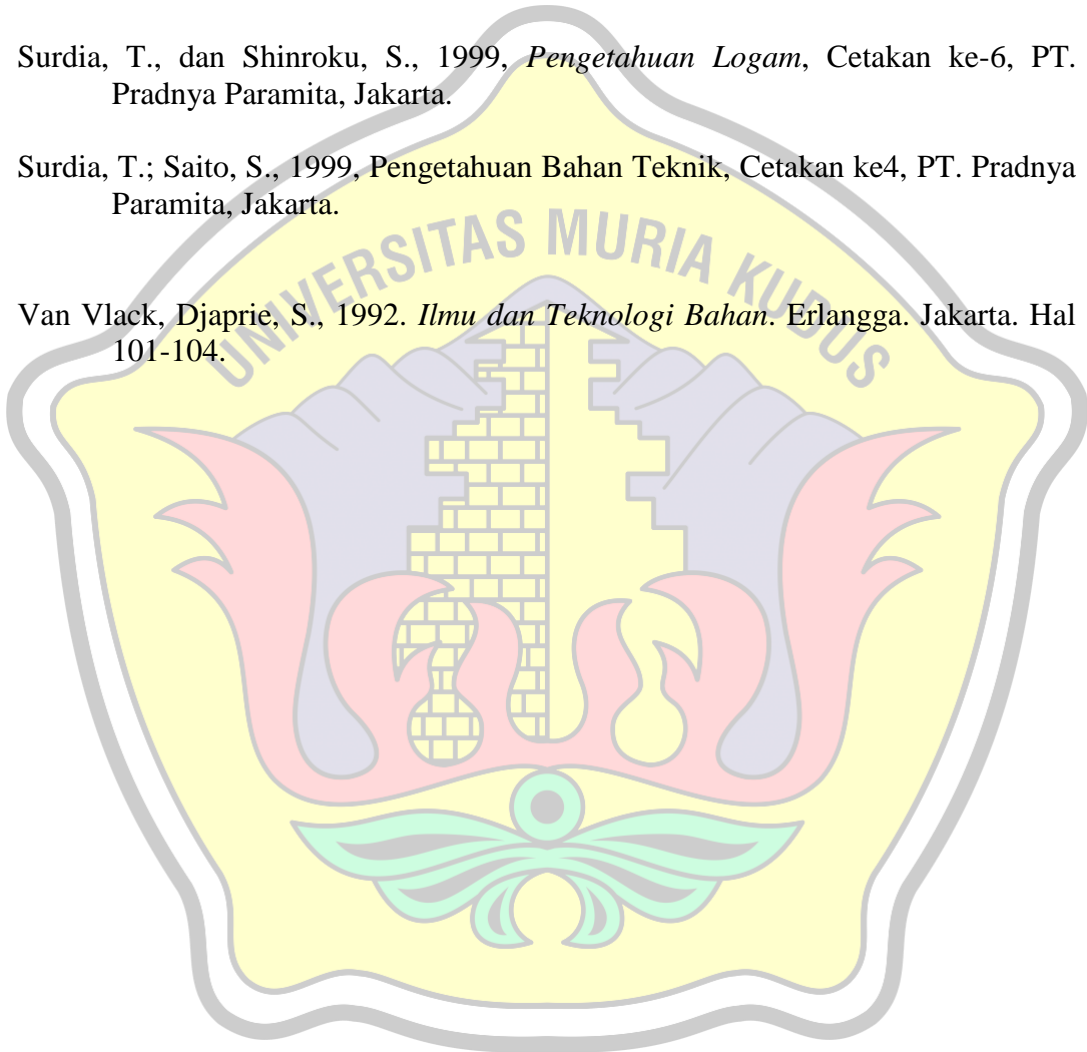 Surdia, T., dan Shinroku, S., 1999, Pengetahuan Logam, Cetakan ke-6, PT.
Pradnya Paramita, Jakarta.
Surdia, T.; Saito, S., 1999, Pengetahuan Bahan Teknik, Cetakan ke4, PT. Pradnya
Paramita, Jakarta.
UNIVERSITAS MURIA KUDUS
Van Vlack, Djaprie, S., 1992. Ilmu dan Teknologi Bahan. Erlangga. Jakarta. Hal
101-104.